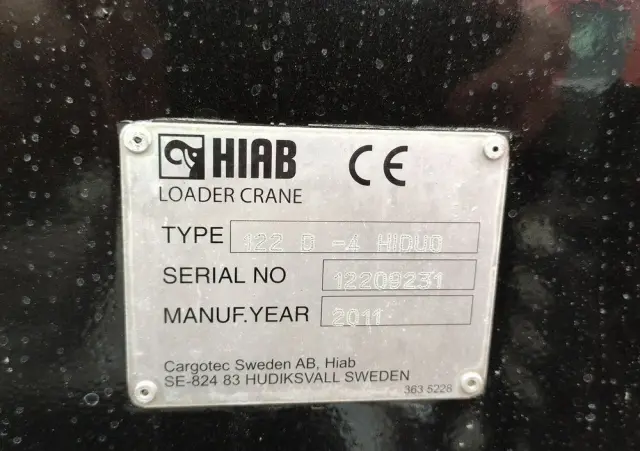 HIAB CE
LOADER CRANE
TYPE 122 D -4 HIDUO
SERIAL NO 12209231
MANUF.YEAR 2011
Cargotec Sweden AB, Hiab
SE-824 83 HUDIKSVALL SWEDEN
363 5228